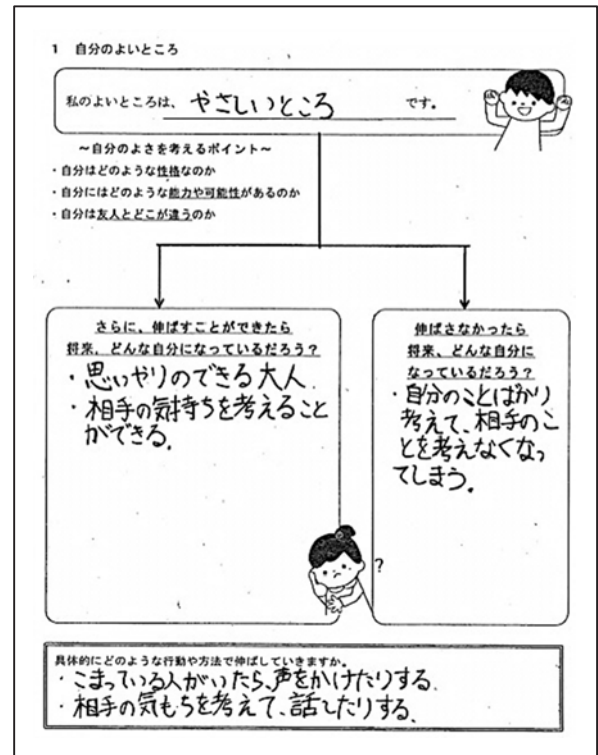 1 自分のよいところ
私のよいところは、 やさしいところ です。
～自分のよさを考えるポイント～
・自分はどのような性格なのか
・自分にはどのような能力や可能性があるのか
・自分は友人とどこが違うのか
さらに、伸ばすことができたら
将来、どんな自分になっているだろう？
・思いやりのできる大人
・相手の気持ちを考えること
ができる。
伸ばさなかったら
将来、どんな自分に
なっているだろう？
・自分のことばかり
考えて、相手のこ
とを考えなくなっ
てしまう。
?
具体的にどのような行動や方法で伸ばしていきますか。
・こまっている人がいたら、声をかけたりする。
・相手の気もちを考えて、話したりする。